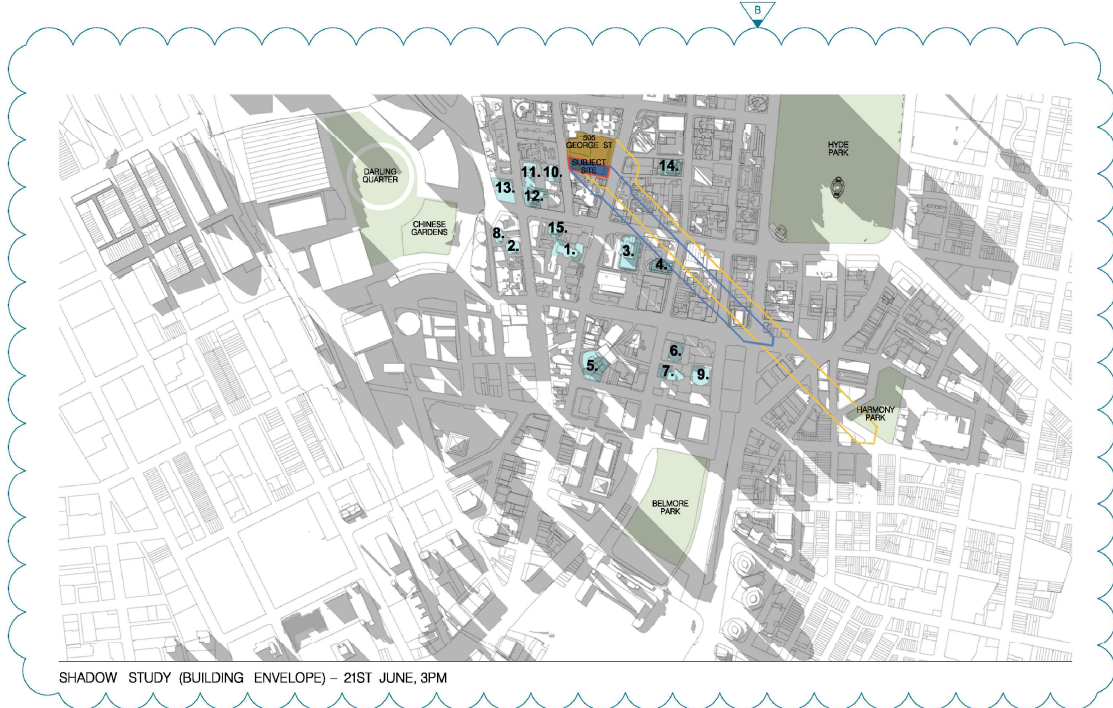 B
506
GEORGE ST
SUBJECT
SITE
HYDE
PARK
DARLING
QUARTER
CHINESE
GARDENS
11. 10.
14.
13.
12.
15.
8.
2.
1.
3.
4.
6.
5.
7.
9.
HARMONY
PARK
BELMORE
PARK
SHADOW STUDY (BUILDING ENVELOPE) – 21ST JUNE, 3PM